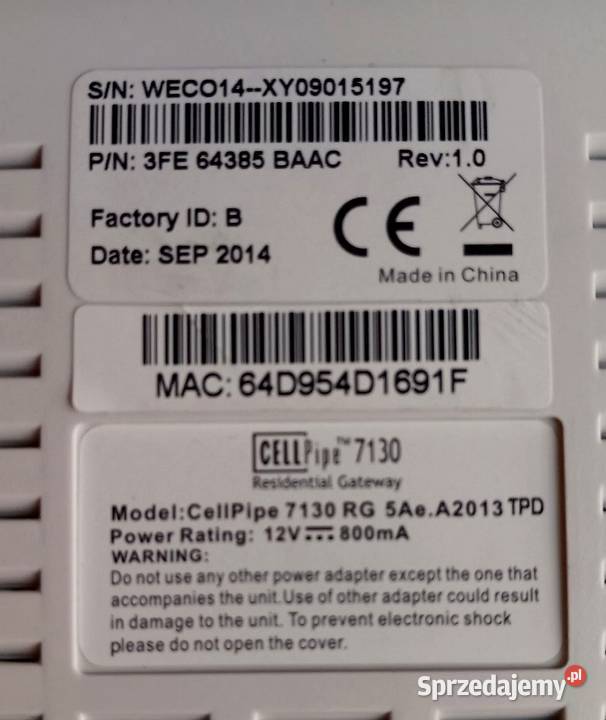 S/N: WECO14--XY09015197
P/N: 3FE 64385 BAAC Rev:1.0
Factory ID: B
Date: SEP 2014
CE
Made in China
MAC: 64D954D1691F
CELLPipe™ 7130
Residential Gateway
Model:CellPipe 7130 RG 5Ae.A2013 TPD
Power Rating: 12V⎓800mA
WARNING:
Do not use any other power adapter except the one that
accompanies the unit.Use of other adapter could result
in damage to the unit. To prevent electronic shock
please do not open the cover.
Sprzedajemy.pl